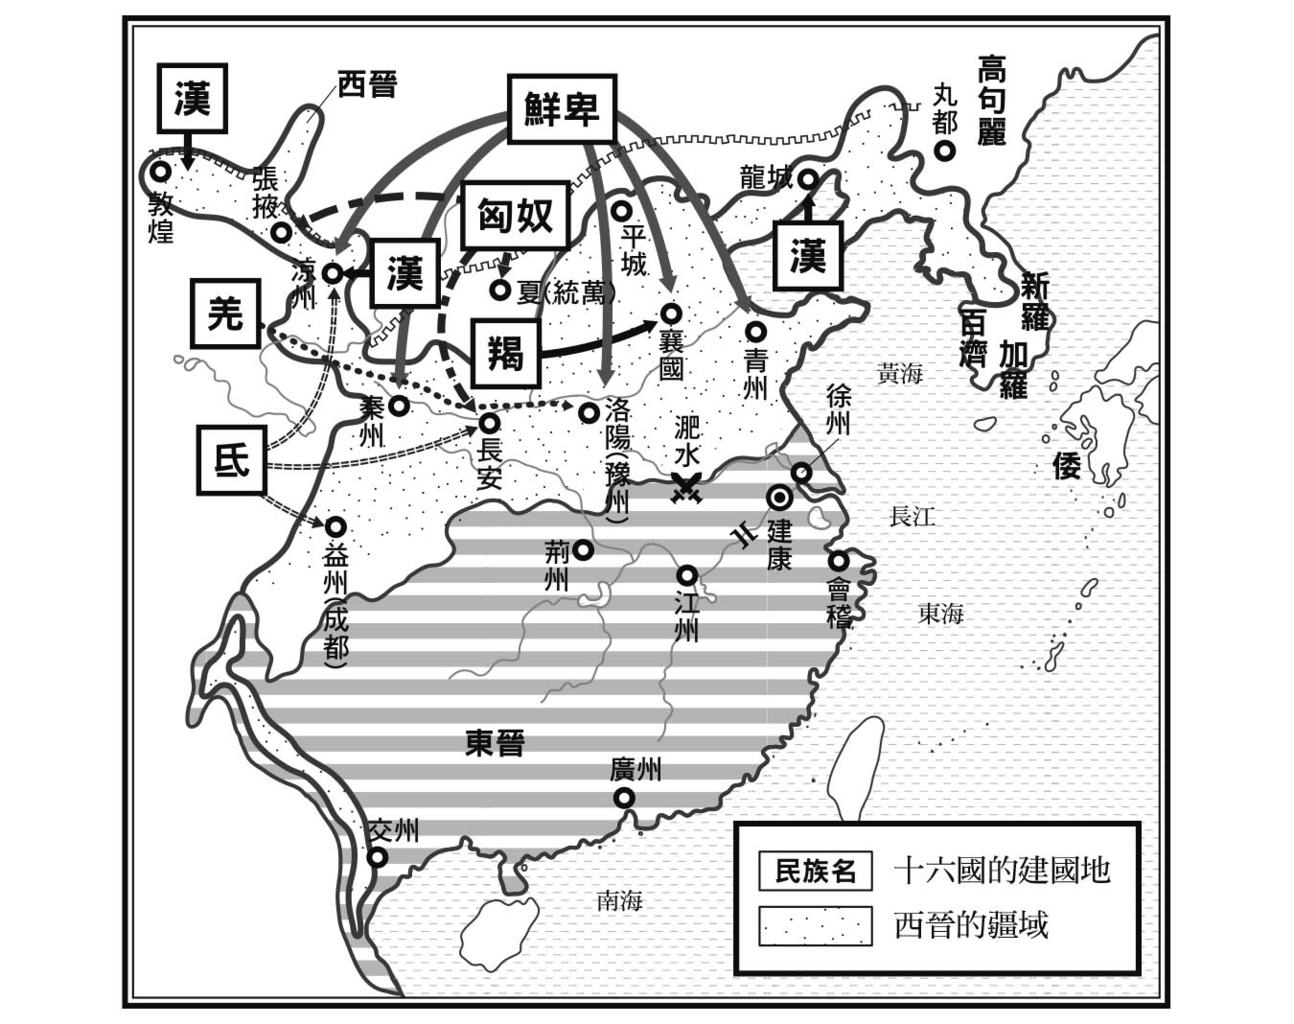 西晉
漢
鮮卑
高句麗
丸都
敦煌
張掖
龍城
匈奴
平城
漢
涼州
漢
夏(統萬)
新羅
羌
羯
襄國
青州
百濟
加羅
黃海
秦州
洛陽(豫州)
淝水
徐州
氐
長安
倭
長江
建康
荊州
益州(成都)
江州
會稽
東海
東晉
廣州
交州
南海
民族名 十六國的建國地
西晉的疆域